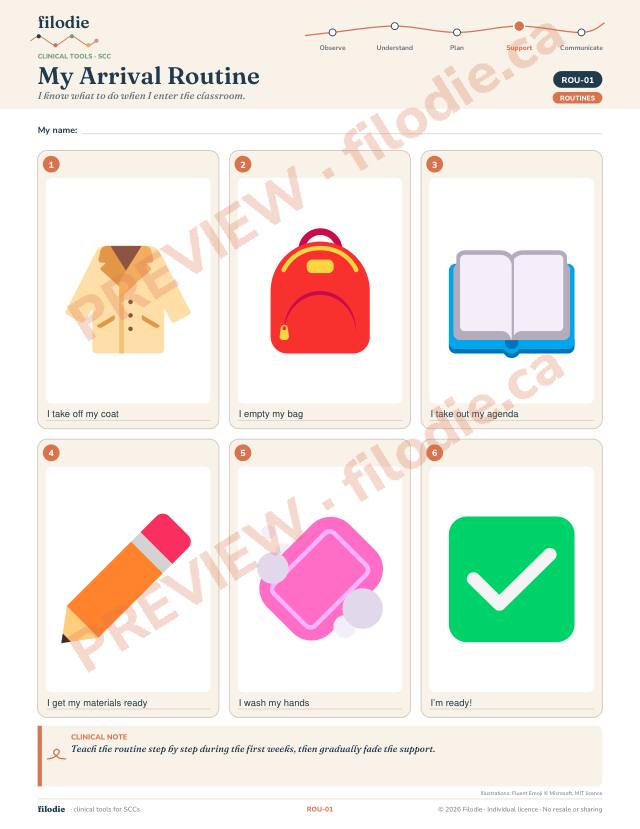 filodie
Observe Understand Plan Support Communicate
CLINICAL TOOLS · SCC
My Arrival Routine
I know what to do when I enter the classroom.
ROU-01
ROUTINES
My name:
1
2
3
I take off my coat
I empty my bag
I take out my agenda
4
5
6
I get my materials ready
I wash my hands
I'm ready!
PREVIEW · filodie.ca
PREVIEW · filodie.ca
CLINICAL NOTE
Teach the routine step by step during the first weeks, then gradually fade the support.
Illustrations: Fluent Emoji © Microsoft, MIT licence
filodie · clinical tools for SCCs
ROU-01
© 2026 Filodie · Individual licence · No resale or sharing